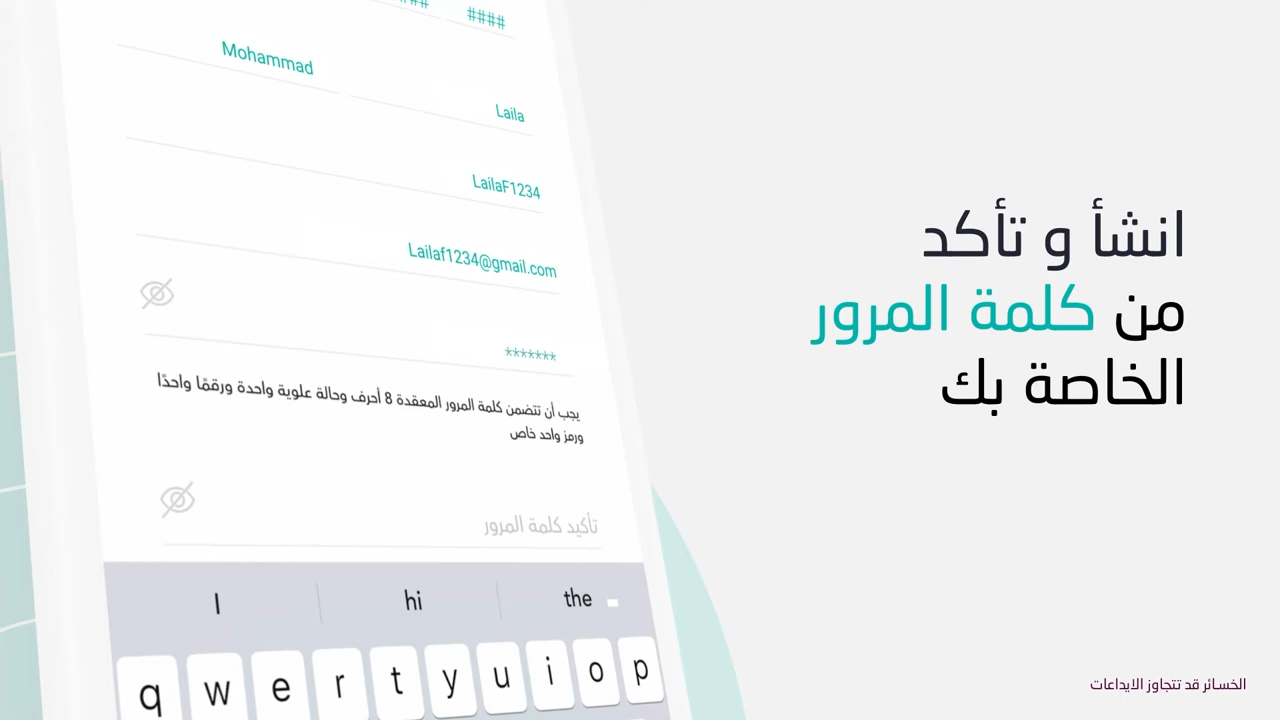 ####
Mohammad
Laila
LailaF1234
Lailaf1234@gmail.com
*******
يجب أن تتضمن كلمة المرور المعقدة 8 أحرف وحالة علوية واحدة ورقمًا واحدًا
ورمز واحد خاص
تأكيد كلمة المرور
I hi the
q w e r t y u i o p
انشأ و تأكد
من كلمة المرور
الخاصة بك
الخسائر قد تتجاوز الايداعات